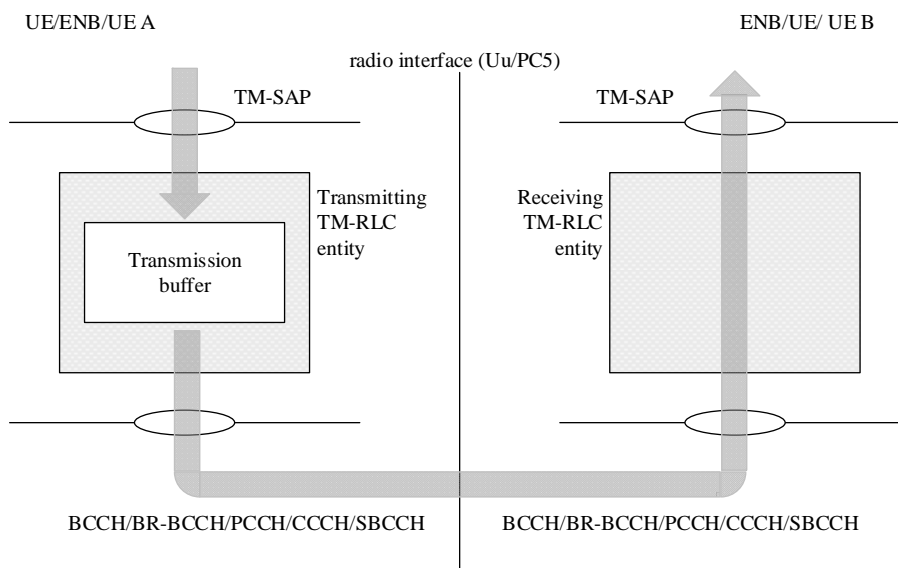 UE/ENB/UE A
ENB/UE/ UE B
radio interface (Uu/PC5)
TM-SAP
TM-SAP
Transmitting
TM-RLC
entity
Receiving
TM-RLC
entity
Transmission
buffer
BCCH/BR-BCCH/PCCH/CCCH/SBCCH
BCCH/BR-BCCH/PCCH/CCCH/SBCCH